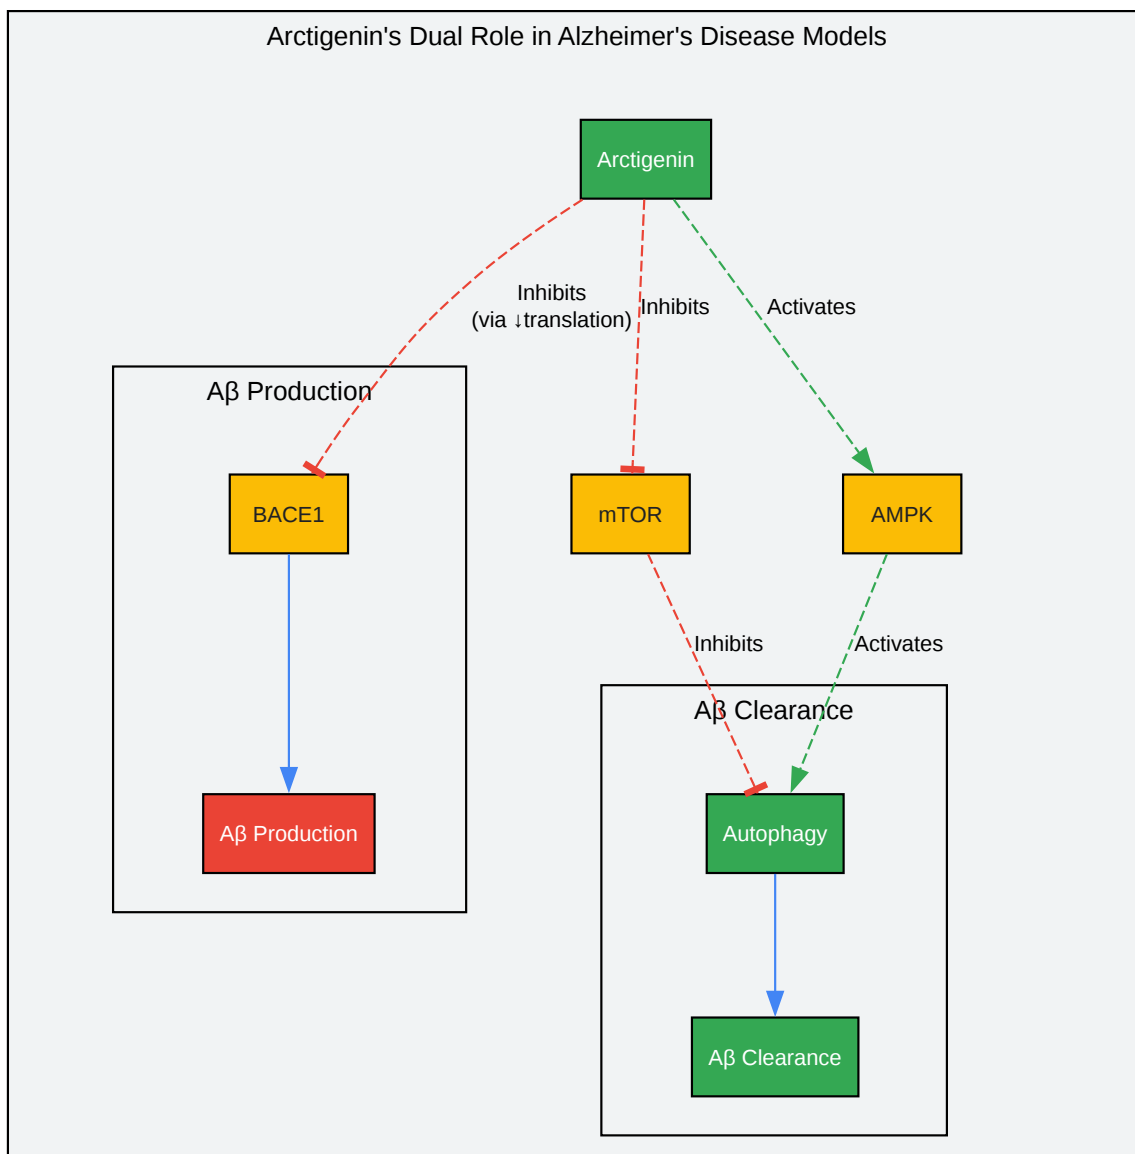 Arctigenin's Dual Role in Alzheimer's Disease Models
Arctigenin
Inhibits
(via ↓translation)
Inhibits
Activates
Aβ Production
BACE1
mTOR
AMPK
Inhibits
Activates
Aβ Clearance
Aβ Production
Autophagy
Aβ Clearance